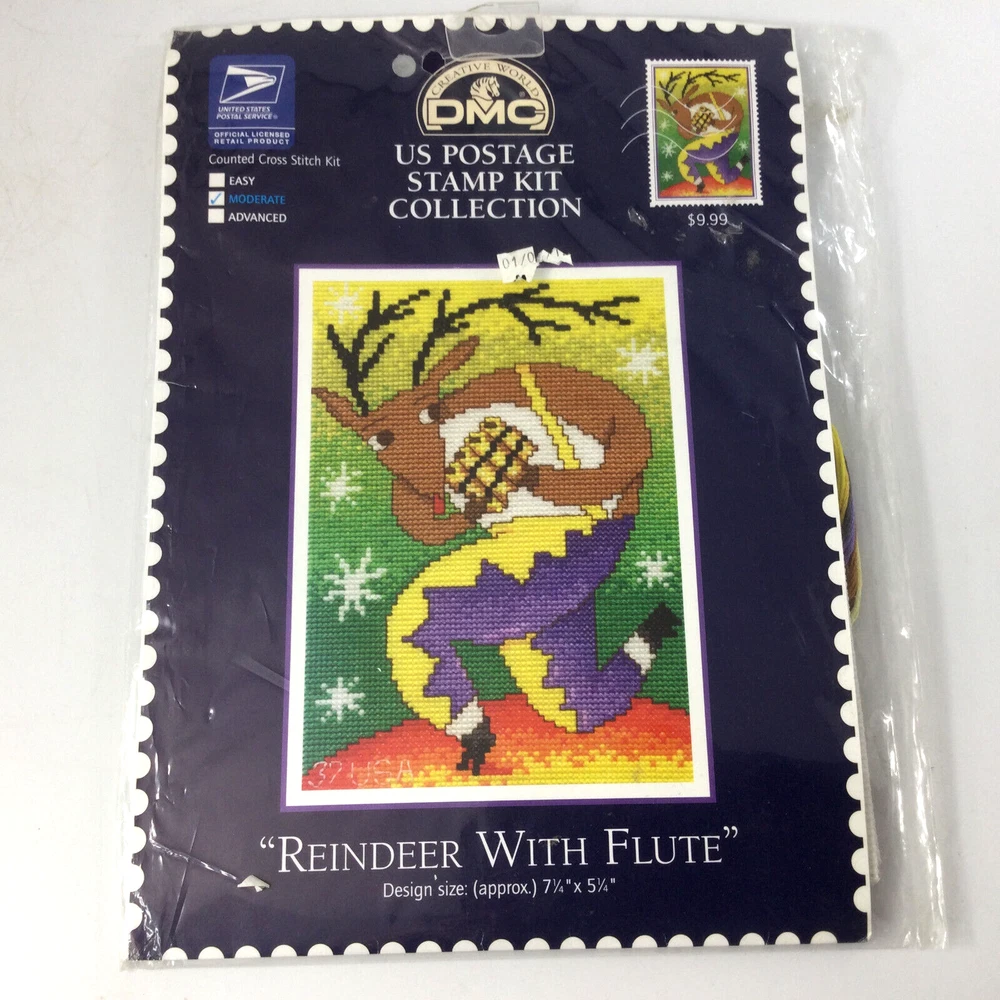 UNITED STATES
POSTAL SERVICE®
OFFICIAL LICENSED
RETAIL PRODUCT
Counted Cross Stitch Kit
EASY
MODERATE
ADVANCED
CREATIVE WORLD
DMC®
US POSTAGE
STAMP KIT
COLLECTION
$9.99
37 USA
“REINDEER WITH FLUTE”
Design size: (approx.) 7¼" x 5¼"